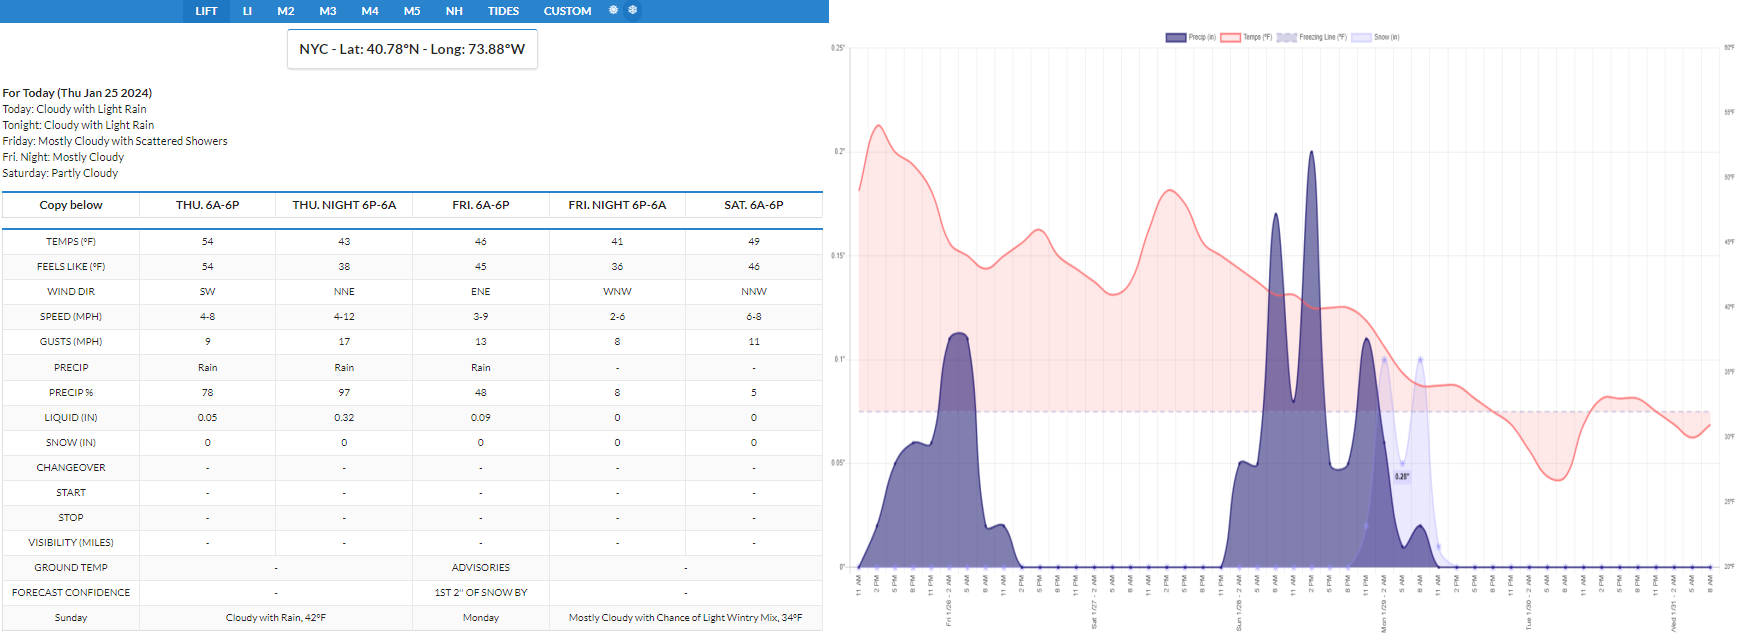 LIFT LI M2 M3 M4 M5 NH TIDES CUSTOM
NYC - Lat: 40.78°N - Long: 73.88°W
For Today (Thu Jan 25 2024)
Today: Cloudy with Light Rain
Tonight: Cloudy with Light Rain
Friday: Mostly Cloudy with Scattered Showers
Fri. Night: Mostly Cloudy
Saturday: Partly Cloudy
Copy below THU. 6A-6P THU. NIGHT 6P-6A FRI. 6A-6P FRI. NIGHT 6P-6A SAT. 6A-6P
TEMPS (°F) 54 43 46 41 49
FEELS LIKE (°F) 54 38 45 36 46
WIND DIR SW NNE ENE WNW NNW
SPEED (MPH) 4-8 4-12 3-9 2-6 6-8
GUSTS (MPH) 9 17 13 8 11
PRECIP Rain Rain Rain - -
PRECIP % 78 97 48 8 5
LIQUID (IN) 0.05 0.32 0.09 0 0
SNOW (IN) 0 0 0 0 0
CHANGEOVER - - - - -
START - - - - -
STOP - - - - -
VISIBILITY (MILES) - - - - -
GROUND TEMP - ADVISORIES -
FORECAST CONFIDENCE - 1ST 2" OF SNOW BY -
Sunday Cloudy with Rain, 42°F Monday Mostly Cloudy with Chance of Light Wintry Mix, 34°F
Precip (in) Temps (°F) Freezing Line (°F) Snow (in)
0.25"
0.2"
0.15"
0.1"
0.05"
0"
0.28"
60°F
55°F
50°F
45°F
40°F
35°F
30°F
25°F
20°F
11 AM
2 PM
5 PM
8 PM
11 PM
Fri 1/26 - 2 AM
5 AM
8 AM
11 AM
2 PM
5 PM
8 PM
11 PM
Sat 1/27 - 2 AM
5 AM
8 AM
11 AM
2 PM
5 PM
8 PM
11 PM
Sun 1/28 - 2 AM
5 AM
8 AM
11 AM
2 PM
5 PM
8 PM
11 PM
Mon 1/29 - 2 AM
5 AM
8 AM
11 AM
2 PM
5 PM
8 PM
11 PM
Tue 1/30 - 2 AM
5 AM
8 AM
11 AM
2 PM
5 PM
8 PM
11 PM
Wed 1/31 - 2 AM
5 AM
8 AM